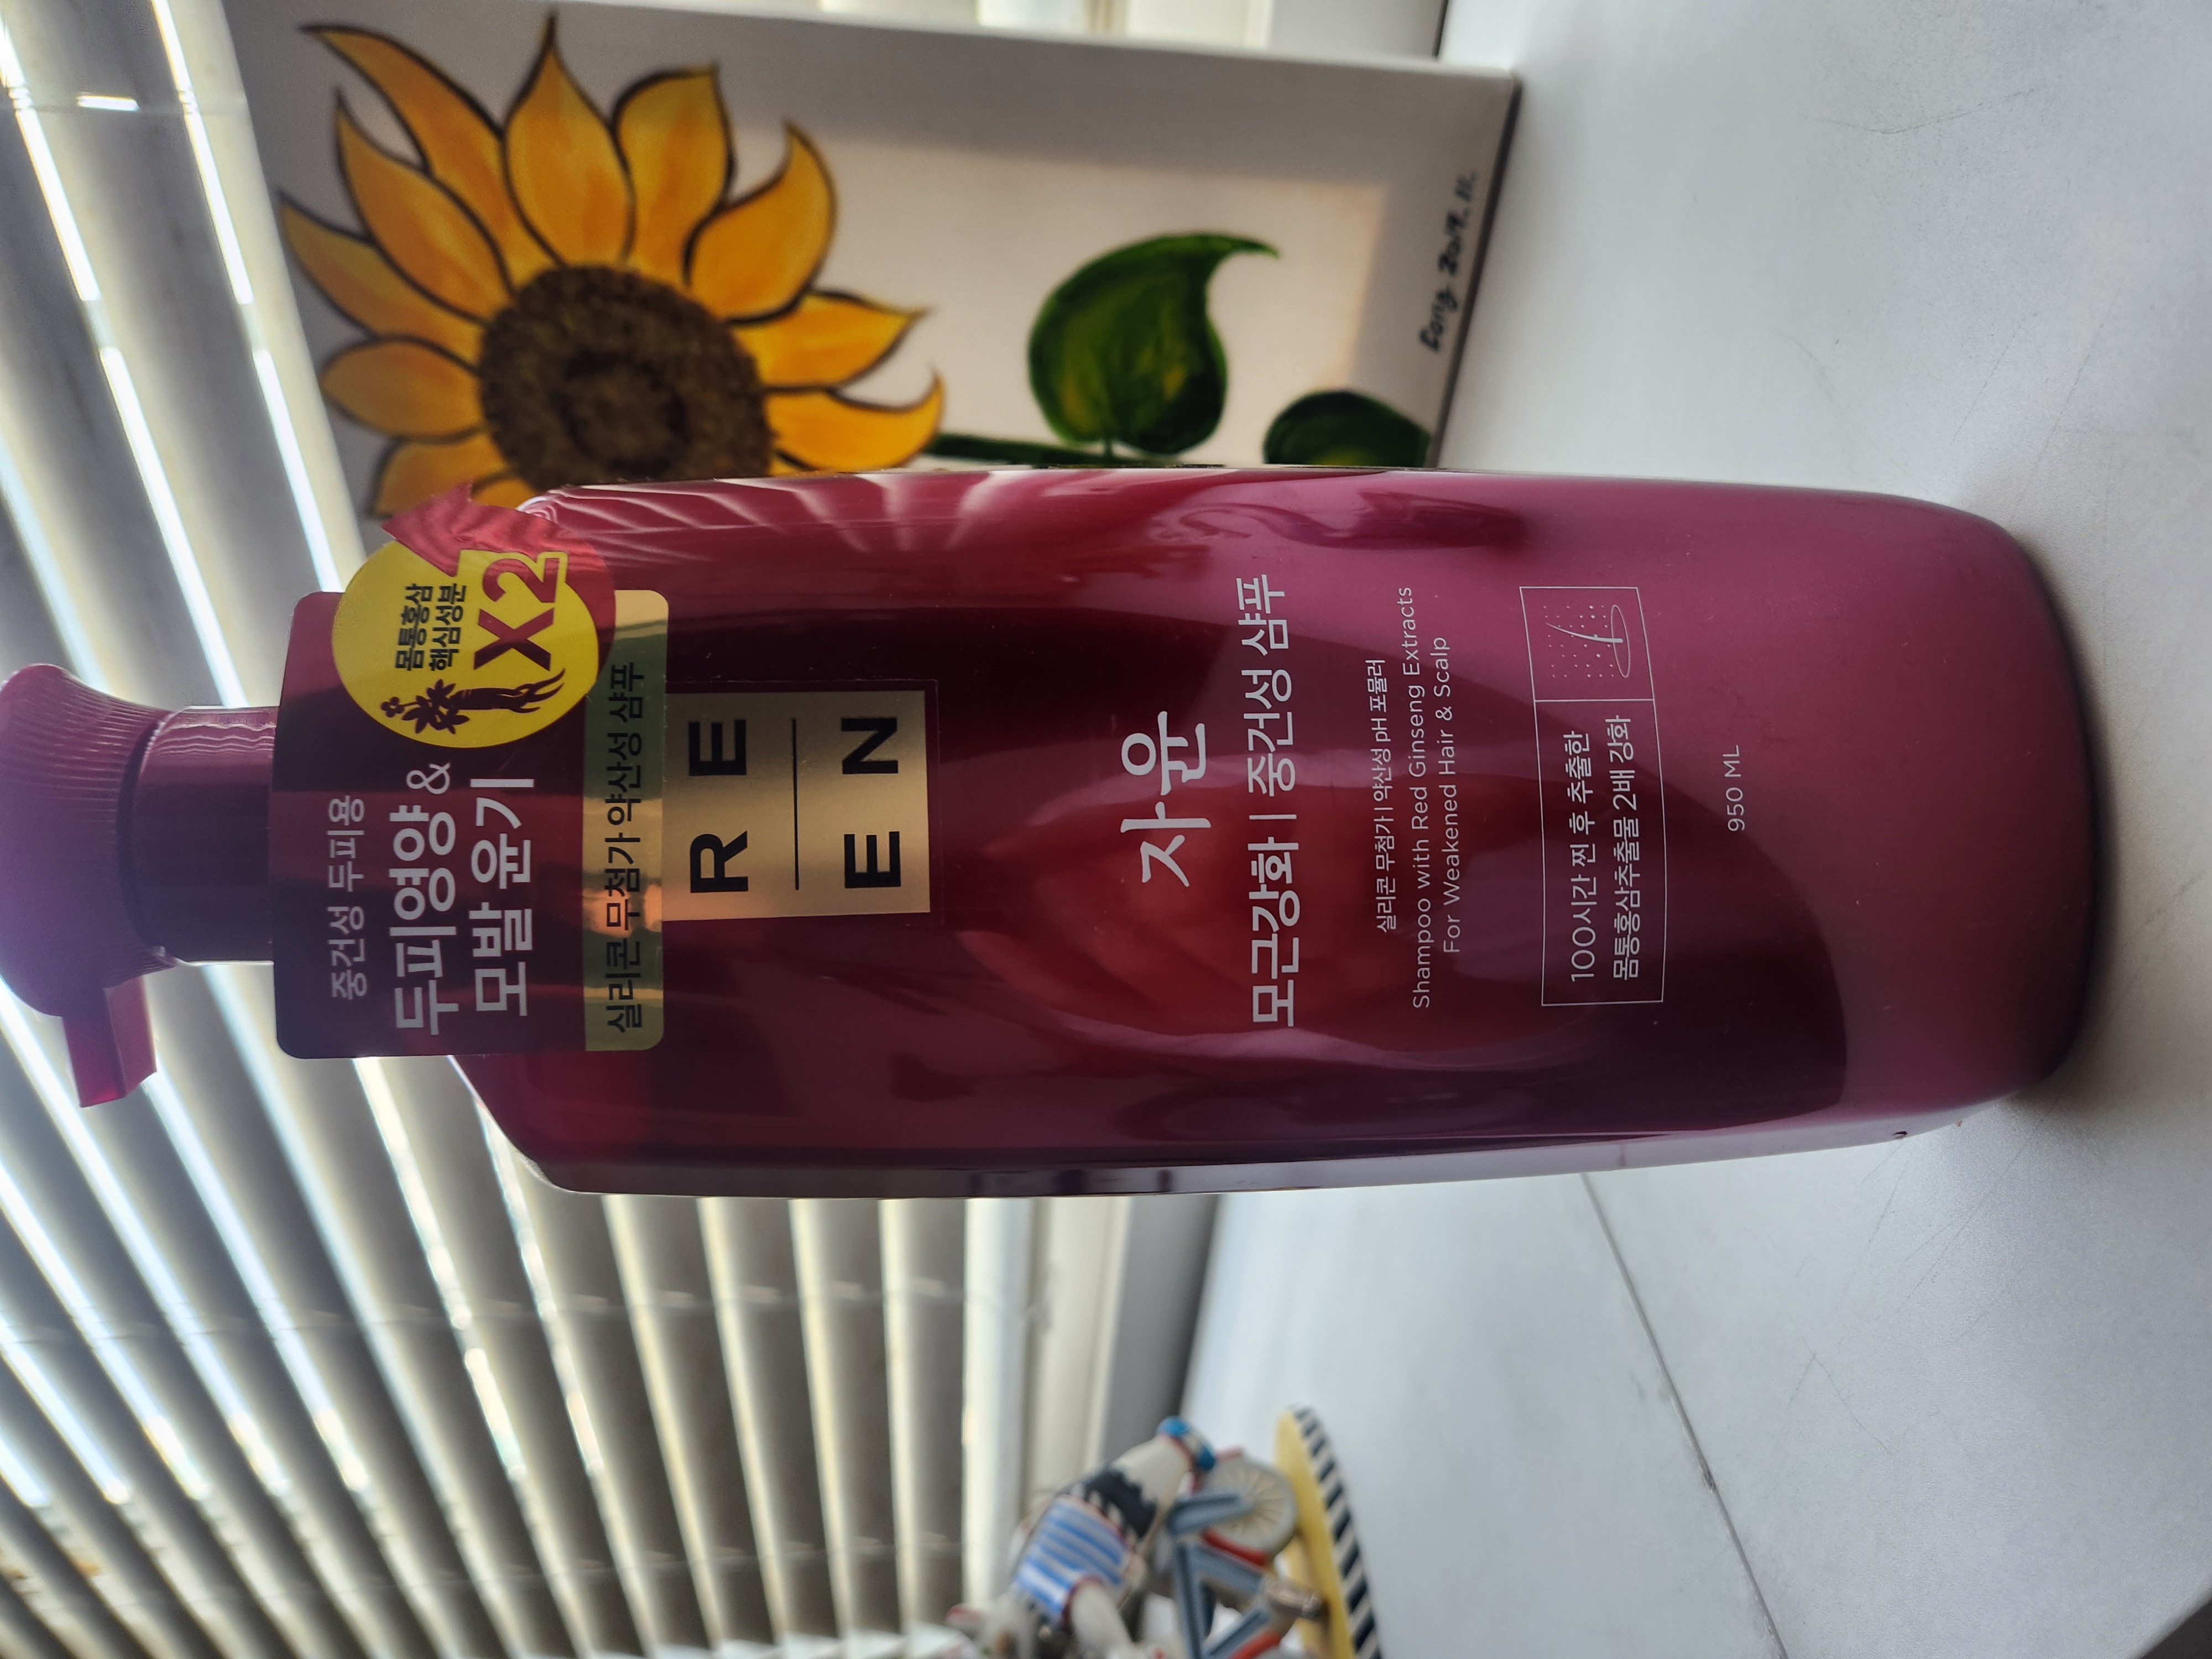 몸통홍삼
핵심성분
X2
중건성 두피용
두피영양&
모발 윤기
실리콘 무첨가 약산성 샴푸
RE
EN
자윤
모근강화 | 중건성 샴푸
실리콘 무첨가 | 약산성 pH 포뮬러
Shampoo with Red Ginseng Extracts
For Weakened Hair & Scalp
100시간 찐 후 추출한
몸통홍삼추출물 2배 강화
950 ML
2019. 11.